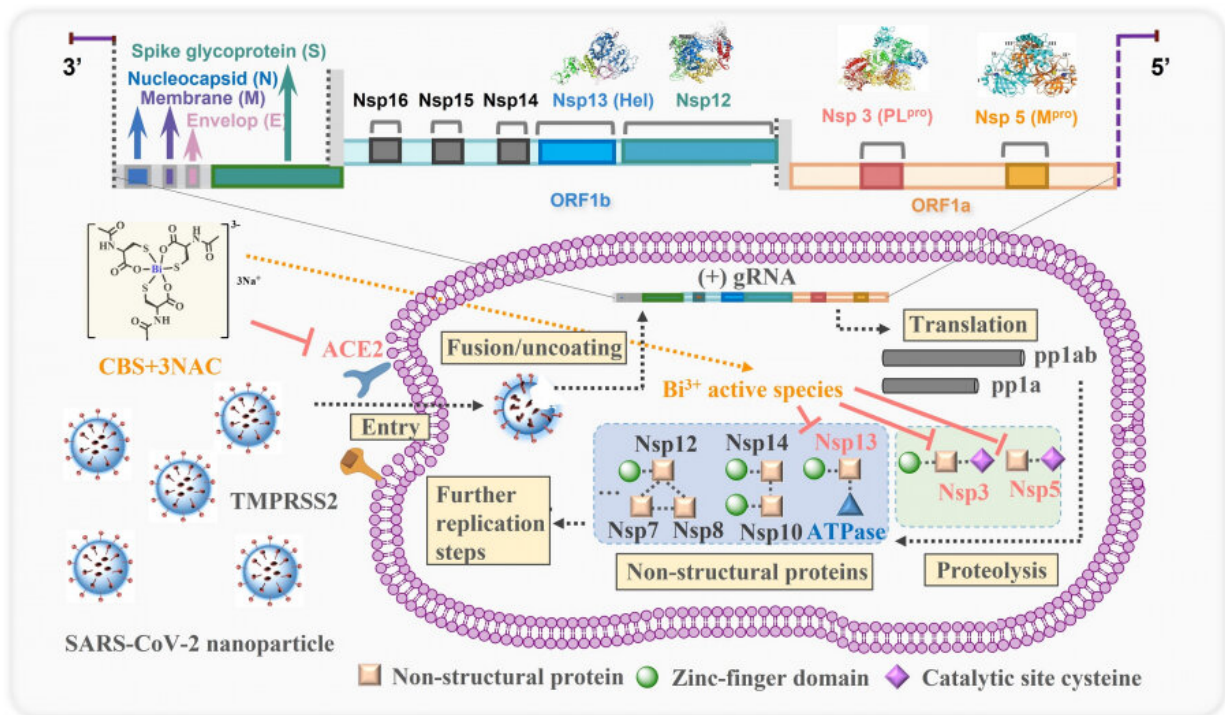 3’
5’
Spike glycoprotein (S)
Nucleocapsid (N)
Membrane (M)
Envelop (E)
Nsp16
Nsp15
Nsp14
Nsp13 (Hel)
Nsp12
Nsp 3 (PLpro)
Nsp 5 (Mpro)
ORF1b
ORF1a
3-
3Na+
Bi
CBS+3NAC
ACE2
(+) gRNA
Fusion/uncoating
Translation
pp1ab
pp1a
Bi3+ active species
Entry
TMPRSS2
Nsp12
Nsp14
Nsp13
Nsp7
Nsp8
Nsp10
ATPase
Nsp3
Nsp5
Further
replication
steps
Non-structural proteins
Proteolysis
SARS-CoV-2 nanoparticle
Non-structural protein
Zinc-finger domain
Catalytic site cysteine